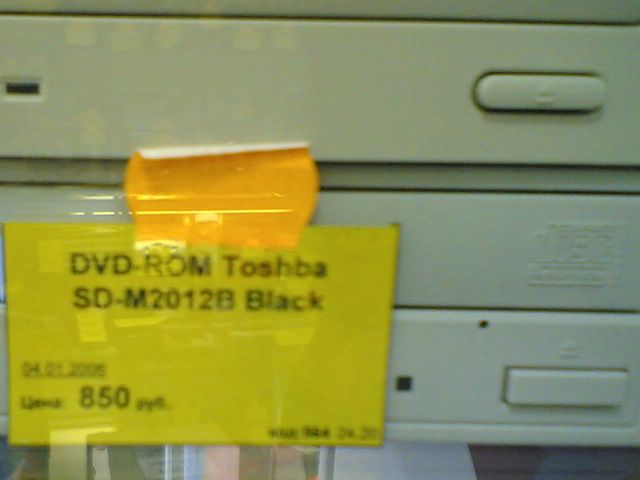 DVD-ROM Toshba
SD-M2012B Black
04.01.2006
Цена: 850 руб.